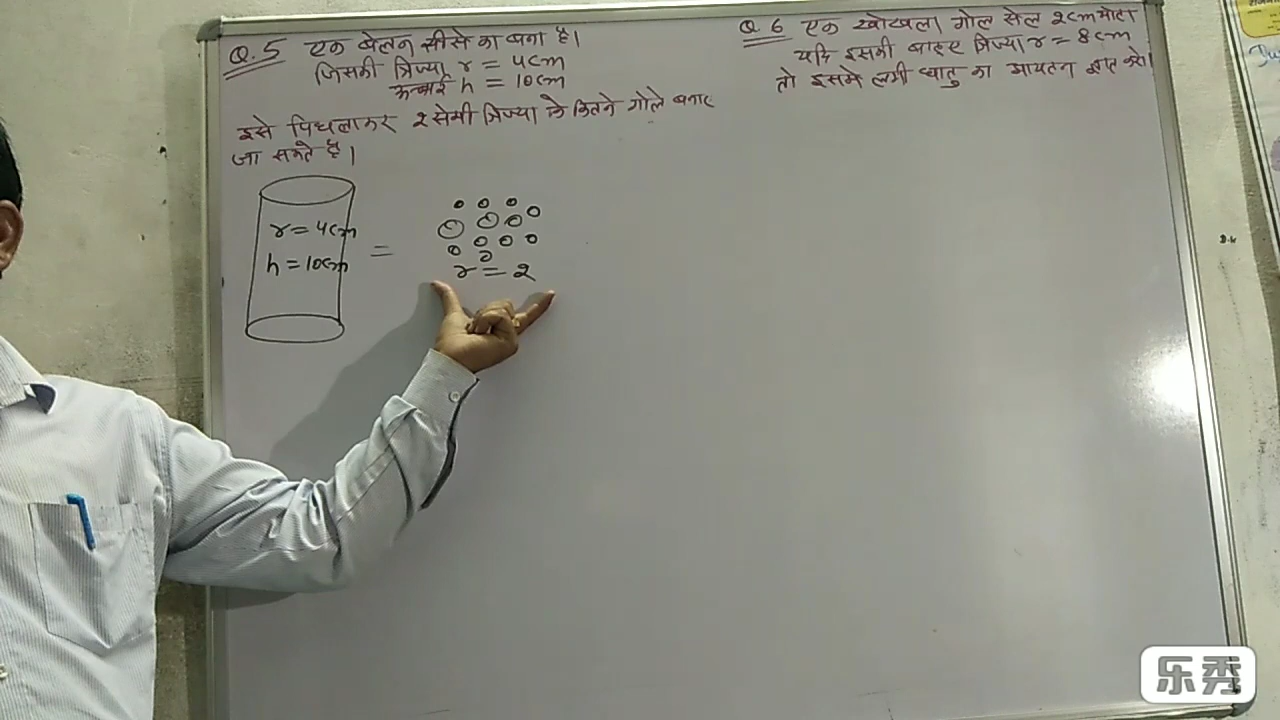 Q.5 एक बेलन सीसे का बना है।
जिसकी त्रिज्या r = 4cm
ऊन्चाई h = 10cm
इसे पिघलाकर 2 सेमी त्रिज्या के कितने गोले बनाए
जा सकते है।
r = 4cm
h = 10cm
=
r = 2
Q.6 एक खोखला गोल सेल 2cm मोटा
यदि इसकी बाहर त्रिज्या r = 8cm
तो इसमे लगी धातु का आयतन ज्ञात करो।
乐秀